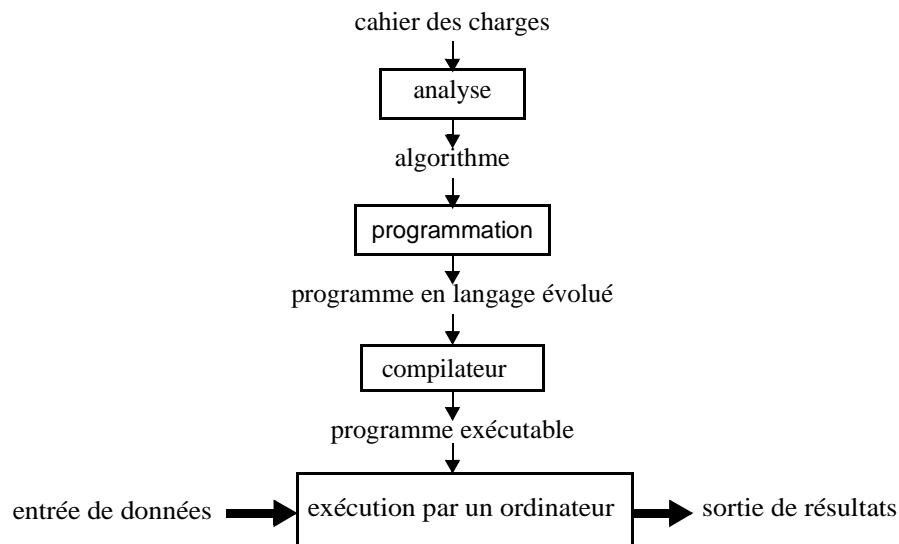 cahier des charges
analyse
algorithme
programmation
programme en langage évolué
compilateur
programme exécutable
entrée de données
exécution par un ordinateur
sortie de résultats